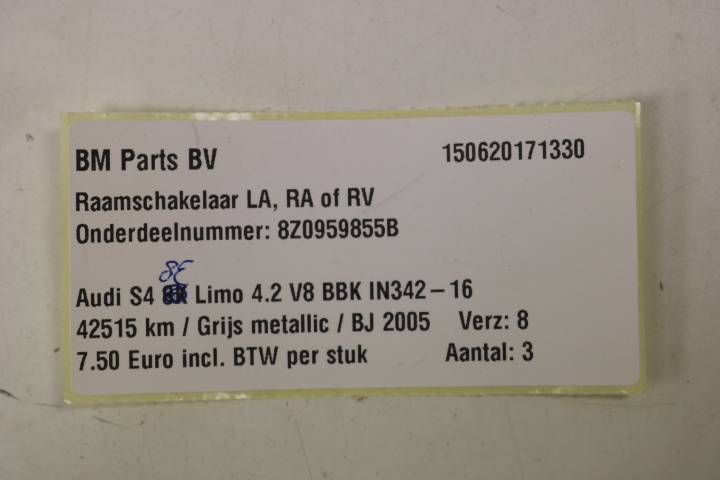 BM Parts BV 150620171330
Raamschakelaar LA, RA of RV
Onderdeelnummer: 8Z0959855B
8E
Audi S4 Limo 4.2 V8 BBK IN342-16
42515 km / Grijs metallic / BJ 2005 Verz: 8
7.50 Euro incl. BTW per stuk Aantal: 3